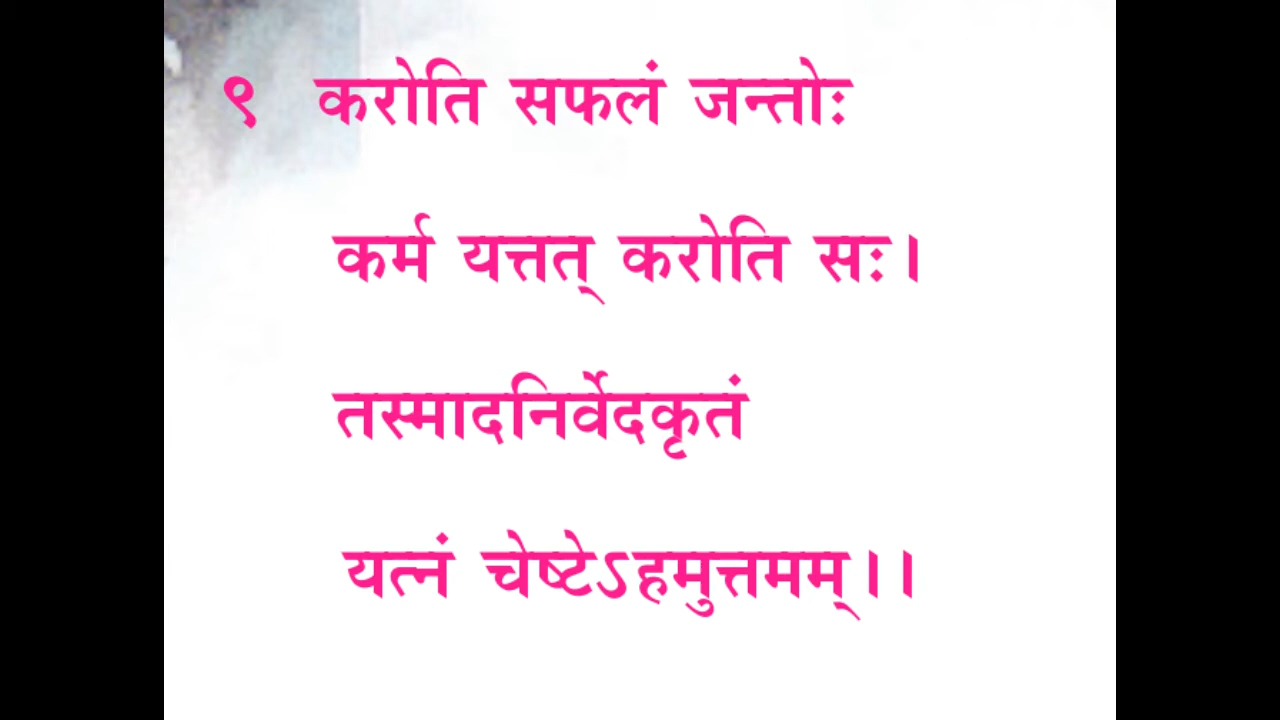 ९ करोति सफलं जन्तोः
कर्म यत्तत् करोति सः।
तस्मादनिर्वेदकृतं
यत्नं चेष्टेऽहमुत्तमम्।।